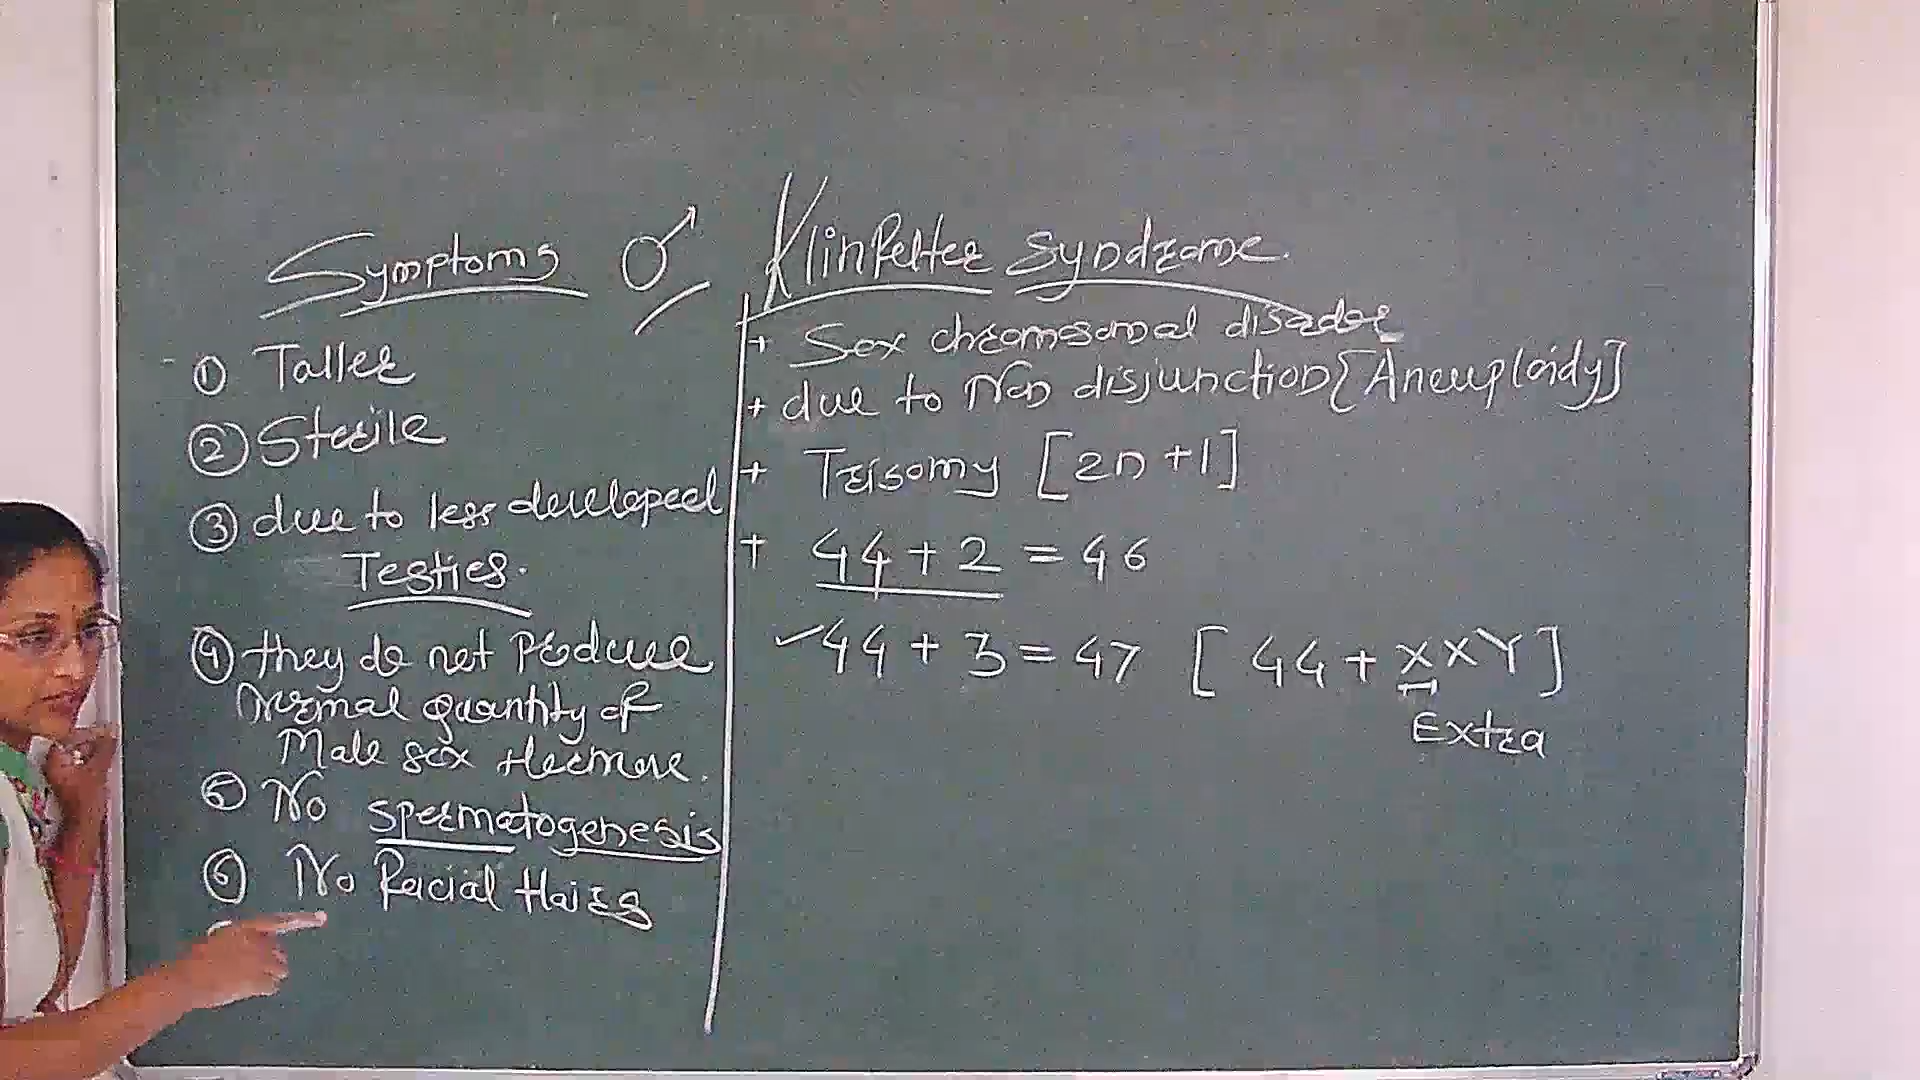 Symptoms ♂
① Taller
② Sterile
③ due to less developed
Testies.
④ they do not produce
Normal quantity of
Male sex Hormone.
⑤ No spermatogenesis
⑥ No Facial Hairs
KlinFelter Syndrome.
+ Sex chromosomal disorder
+ due to Non disjunction [Aneuploidy]
+ Trisomy [2n+1]
+ 44 + 2 = 46
✓ 44 + 3 = 47 [44 + XXY]
Extra